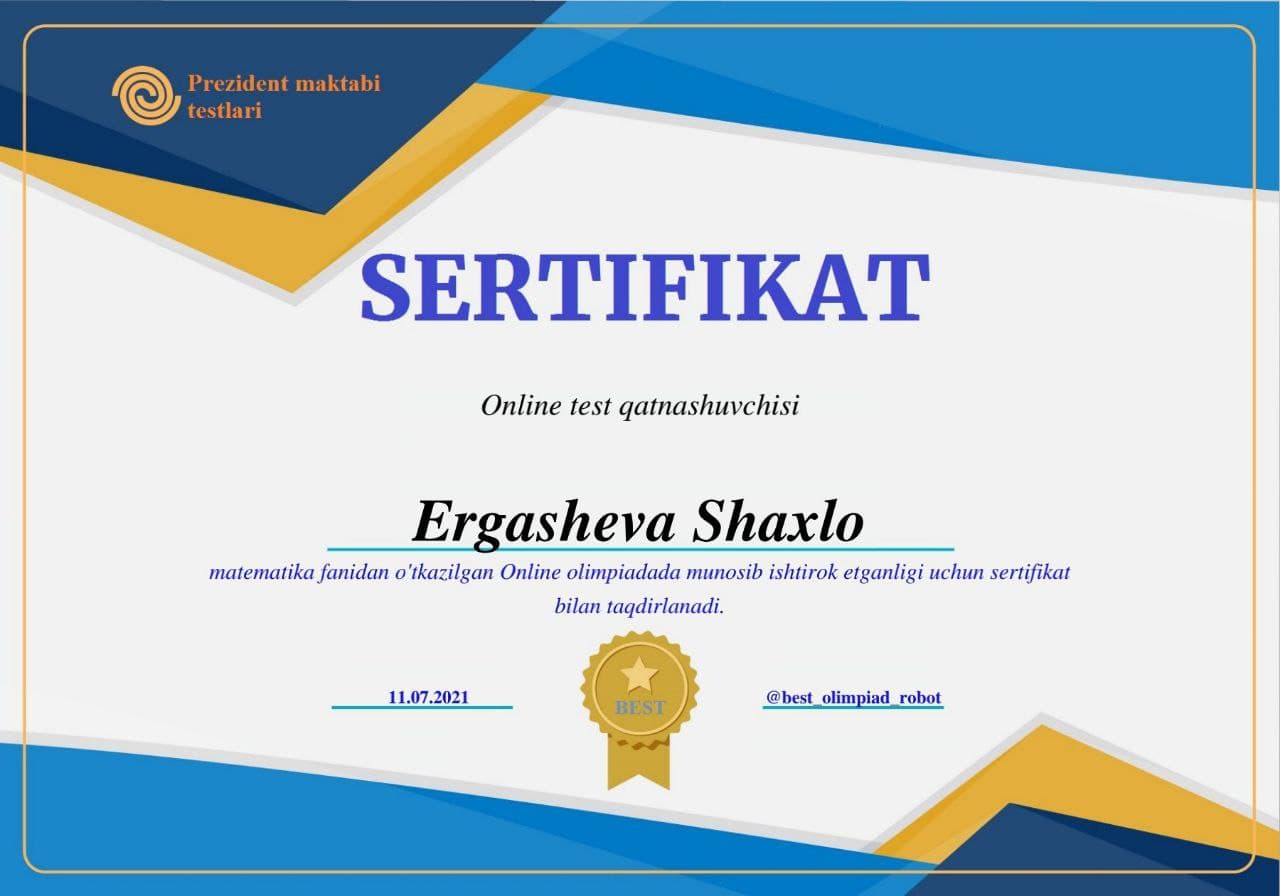 Prezident maktabi
testlari
SERTIFIKAT
Online test qatnashuvchisi
Ergasheva Shaxlo
matematika fanidan o'tkazilgan Online olimpiadada munosib ishtirok etganligi uchun sertifikat
bilan taqdirlanadi.
11.07.2021
BEST
@best_olimpiad_robot